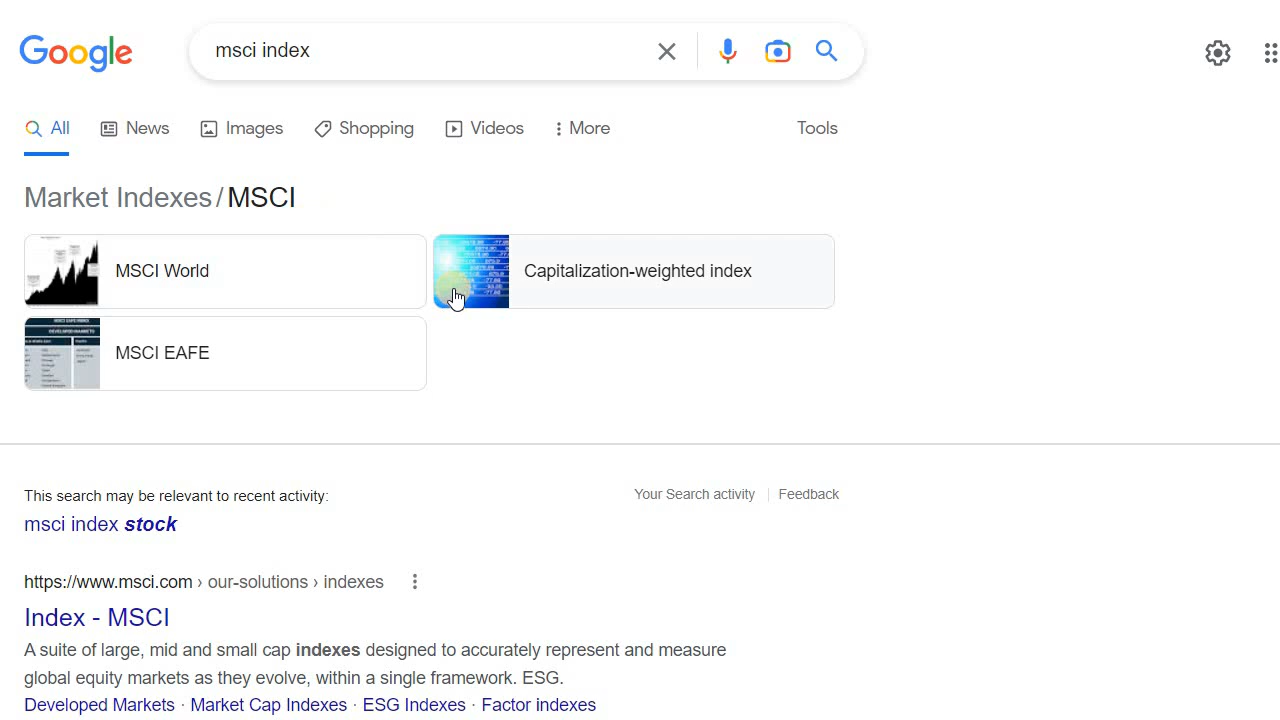 Google
msci index
All
News
Images
Shopping
Videos
More
Tools
Market Indexes/MSCI
MSCI World
Capitalization-weighted index
MSCI EAFE
This search may be relevant to recent activity:
Your Search activity
Feedback
msci index stock
https://www.msci.com › our-solutions › indexes
Index - MSCI
A suite of large, mid and small cap indexes designed to accurately represent and measure
global equity markets as they evolve, within a single framework. ESG.
Developed Markets · Market Cap Indexes · ESG Indexes · Factor indexes